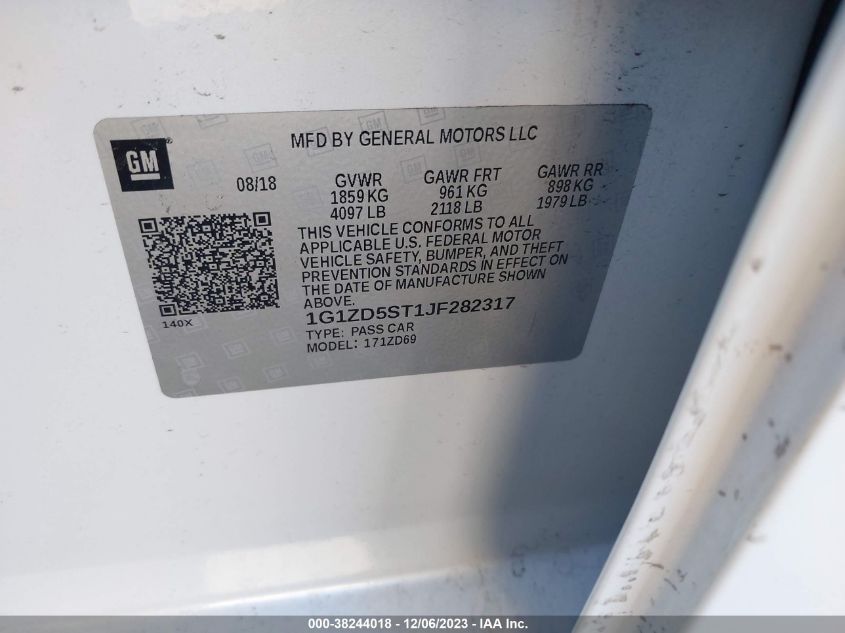 GM
MFD BY GENERAL MOTORS LLC
08/18
GVWR GAWR FRT GAWR RR
1859 KG 961 KG 898 KG
4097 LB 2118 LB 1979 LB
THIS VEHICLE CONFORMS TO ALL
APPLICABLE U.S. FEDERAL MOTOR
VEHICLE SAFETY, BUMPER, AND THEFT
PREVENTION STANDARDS IN EFFECT ON
THE DATE OF MANUFACTURE SHOWN
ABOVE.
140X
1G1ZD5ST1JF282317
TYPE: PASS CAR
MODEL: 171ZD69
000-38244018 - 12/06/2023 - IAA Inc.